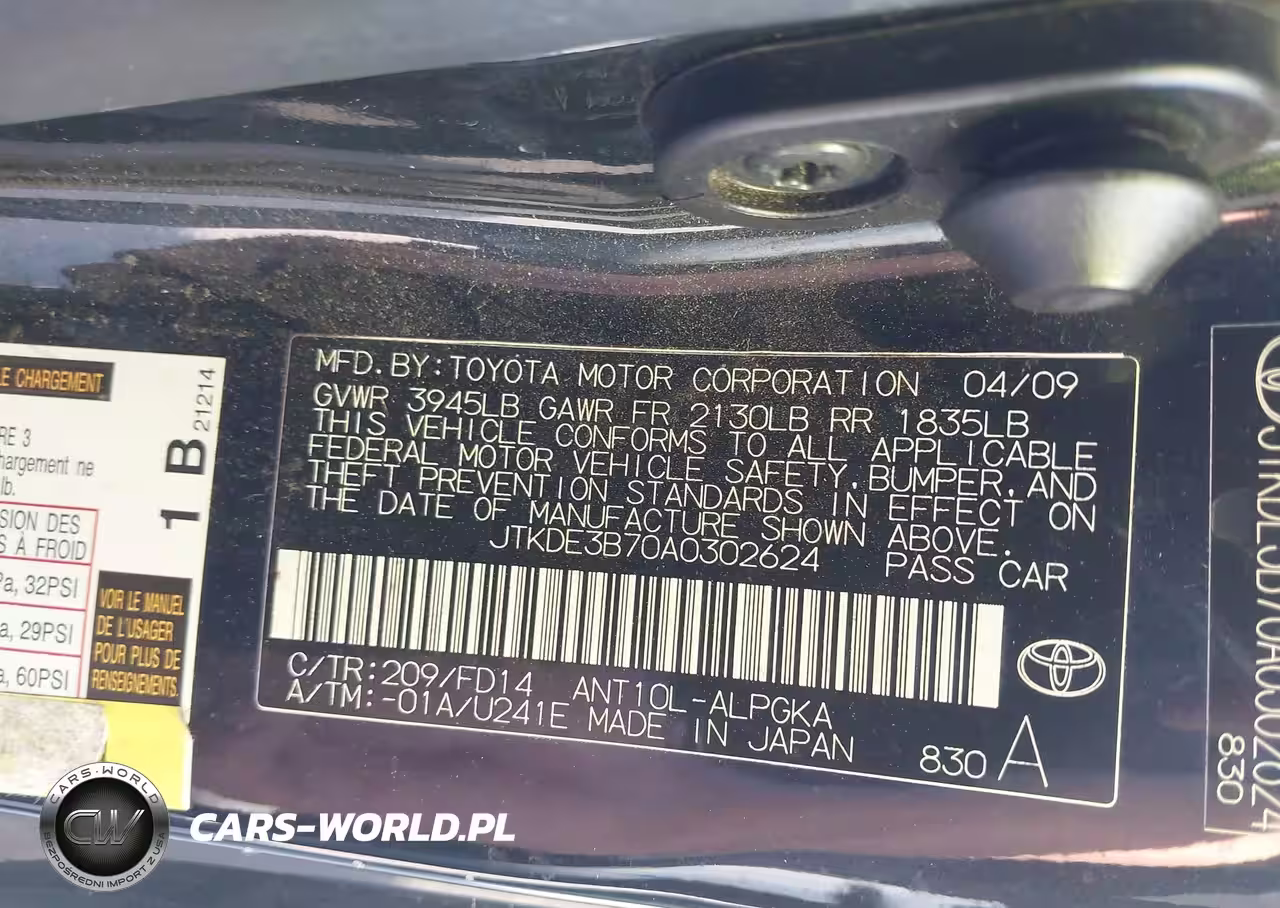 MFD.BY:TOYOTA MOTOR CORPORATION 04/09
GVWR 3945LB GAWR FR 2130LB RR 1835LB
THIS VEHICLE CONFORMS TO ALL APPLICABLE
FEDERAL MOTOR VEHICLE SAFETY,BUMPER,AND
THEFT PREVENTION STANDARDS IN EFFECT ON
THE DATE OF MANUFACTURE SHOWN ABOVE.
JTKDE3B70A0302624 PASS CAR
C/TR:209/FD14 ANT10L-ALPGKA
A/TM:-01A/U241E MADE IN JAPAN
830 A
LE CHARGEMENT
RE 3
hargement ne
lb.
SION DES
S À FROID
Pa, 32PSI
a, 29PSI
a, 60PSI
VOIR LE MANUEL
DE L'USAGER
POUR PLUS DE
RENSEIGNEMENTS.
1 B
21214
830
CARS-WORLD
CW
BEZPOŚREDNI IMPORT Z USA
CARS-WORLD.PL